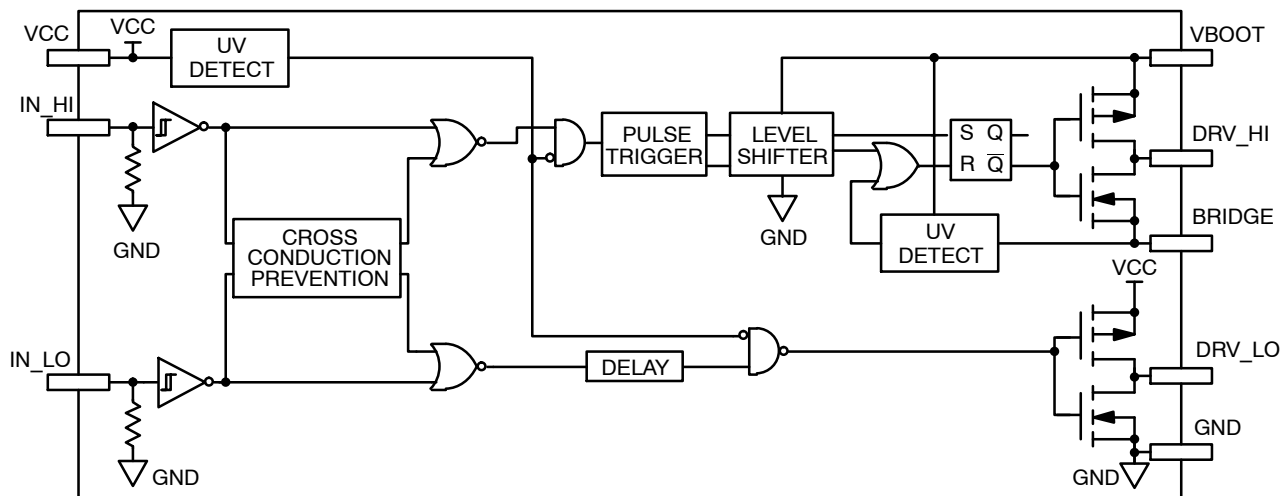 VCC
VCC
UV
DETECT
VBOOT
IN_HI
PULSE
TRIGGER
LEVEL
SHIFTER
S Q
R Q̅
DRV_HI
GND
GND
CROSS
CONDUCTION
PREVENTION
UV
DETECT
BRIDGE
VCC
IN_LO
DELAY
DRV_LO
GND
GND
GND